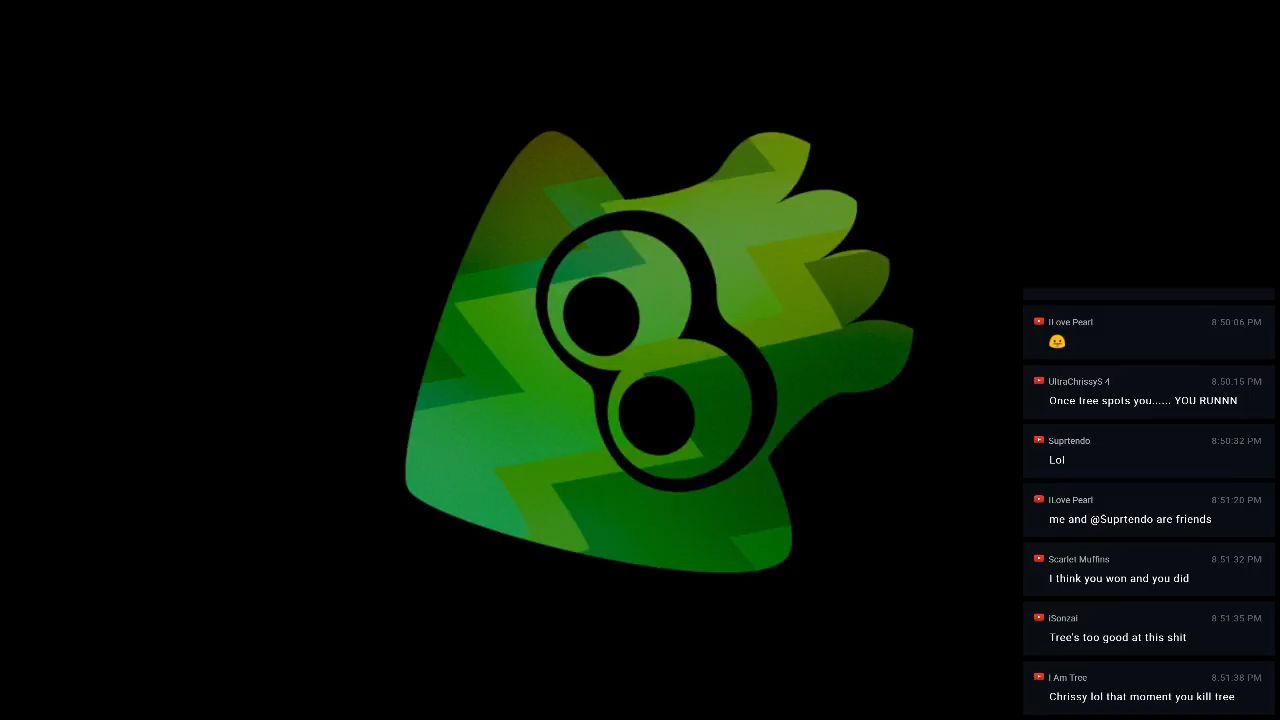 ILove Pearl 8:50:06 PM
UltraChrissyS 4 8:50:15 PM
Once tree spots you...... YOU RUNNN
Suprtendo 8:50:32 PM
Lol
ILove Pearl 8:51:20 PM
me and @Suprtendo are friends
Scarlet Muffins 8:51:32 PM
I think you won and you did
iSonzai 8:51:35 PM
Tree's too good at this shit
I Am Tree 8:51:38 PM
Chrissy lol that moment you kill tree